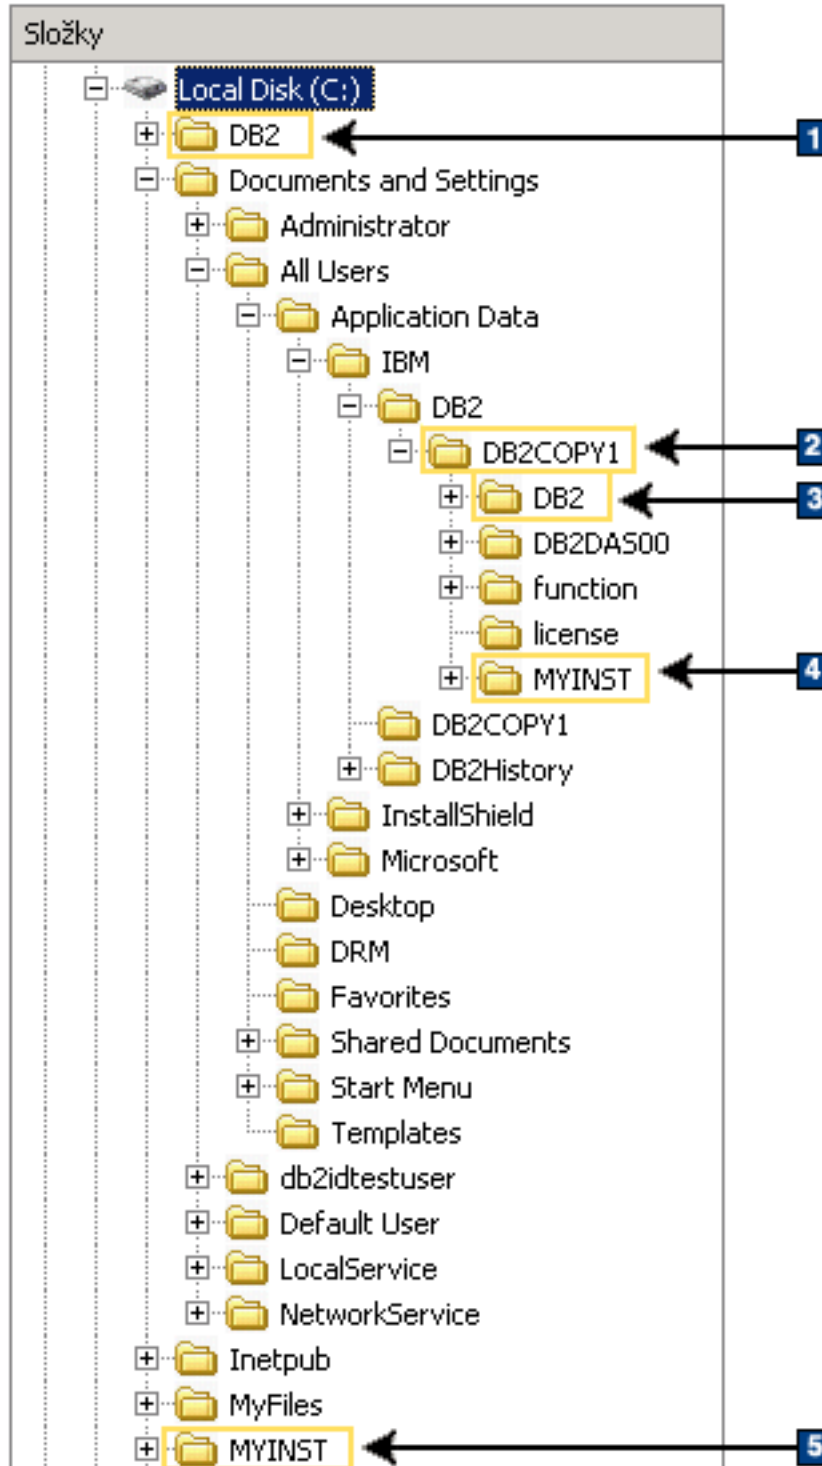 Složky
Local Disk (C:)
DB2
1
Documents and Settings
Administrator
All Users
Application Data
IBM
DB2
DB2COPY1
2
DB2
3
DB2DAS00
function
license
MYINST
4
DB2COPY1
DB2History
InstallShield
Microsoft
Desktop
DRM
Favorites
Shared Documents
Start Menu
Templates
db2idtestuser
Default User
LocalService
NetworkService
Inetpub
MyFiles
MYINST
5